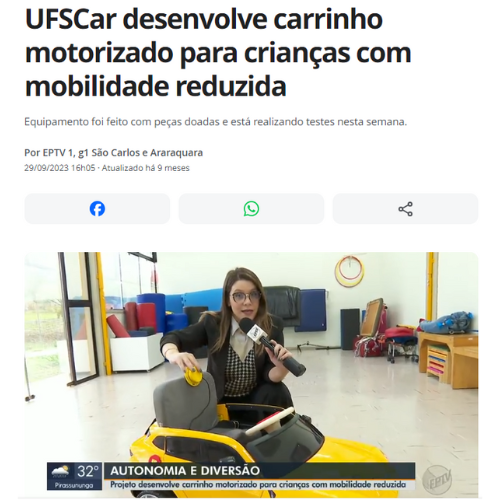 UFSCar desenvolve carrinho
motorizado para crianças com
mobilidade reduzida
Equipamento foi feito com peças doadas e está realizando testes nesta semana.
Por EPTV 1, g1 São Carlos e Araraquara
29/09/2023 16h05 · Atualizado há 9 meses
32° AUTONOMIA E DIVERSÃO
Pirassununga Projeto desenvolve carrinho motorizado para crianças com mobilidade reduzida
EPTV